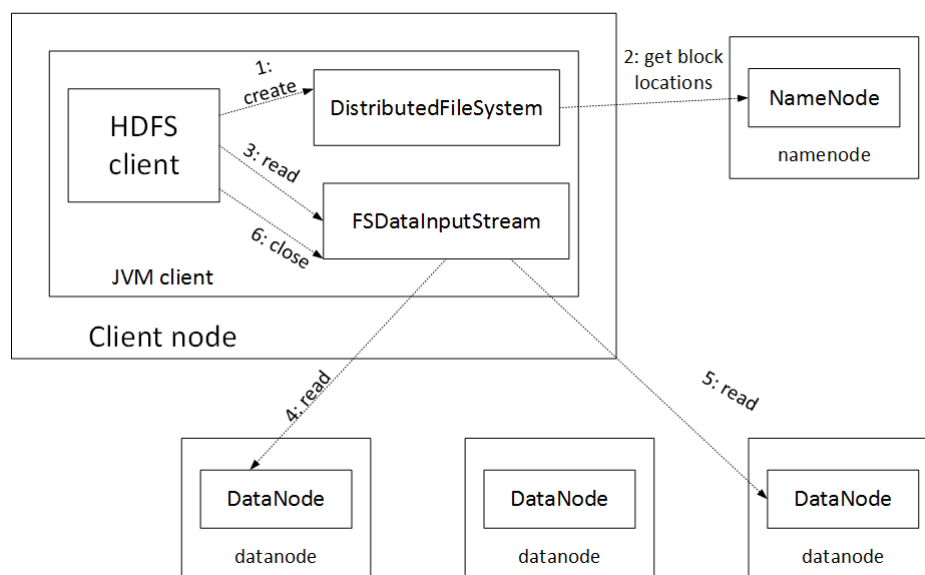 1:
create
HDFS
client
DistributedFileSystem
2: get block
locations
NameNode
namenode
3: read
FSDataInputStream
6: close
JVM client
Client node
4: read
5: read
DataNode
datanode
DataNode
datanode
DataNode
datanode